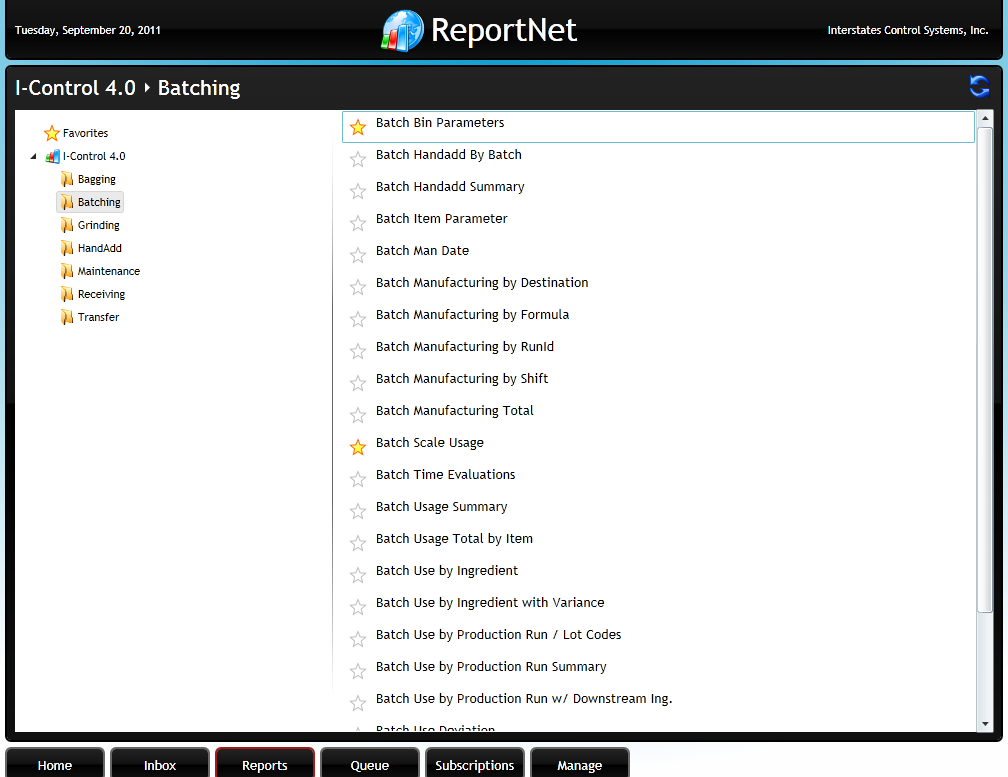 Tuesday, September 20, 2011
ReportNet
Interstates Control Systems, Inc.
I-Control 4.0 Batching
Favorites
I-Control 4.0
Bagging
Batching
Grinding
HandAdd
Maintenance
Receiving
Transfer
Batch Bin Parameters
Batch Handadd By Batch
Batch Handadd Summary
Batch Item Parameter
Batch Man Date
Batch Manufacturing by Destination
Batch Manufacturing by Formula
Batch Manufacturing by RunId
Batch Manufacturing by Shift
Batch Manufacturing Total
Batch Scale Usage
Batch Time Evaluations
Batch Usage Summary
Batch Usage Total by Item
Batch Use by Ingredient
Batch Use by Ingredient with Variance
Batch Use by Production Run / Lot Codes
Batch Use by Production Run Summary
Batch Use by Production Run w/ Downstream Ing.
Batch Use Deviation
Home
Inbox
Reports
Queue
Subscriptions
Manage